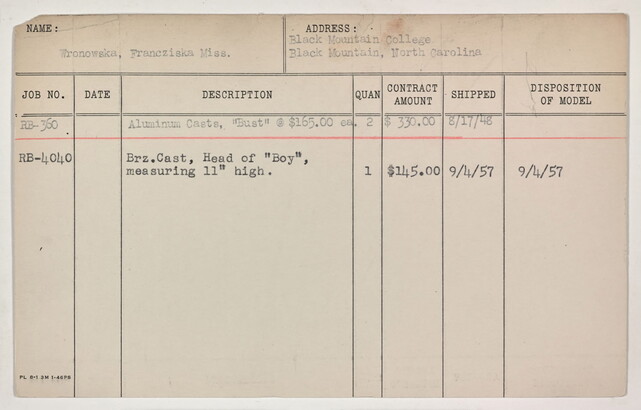 NAME:
Wronowska, Francziska Miss.
ADDRESS:
Black Mountain College
Black Mountain, North Carolina
JOB NO. DATE DESCRIPTION QUAN CONTRACT AMOUNT SHIPPED DISPOSITION OF MODEL
RB-360 Aluminum Casts, "Bust" @ $165.00 ea. 2 $ 330.00 8/17/48
RB-4040 Brz.Cast, Head of "Boy",
measuring 11" high. 1 $145.00 9/4/57 9/4/57